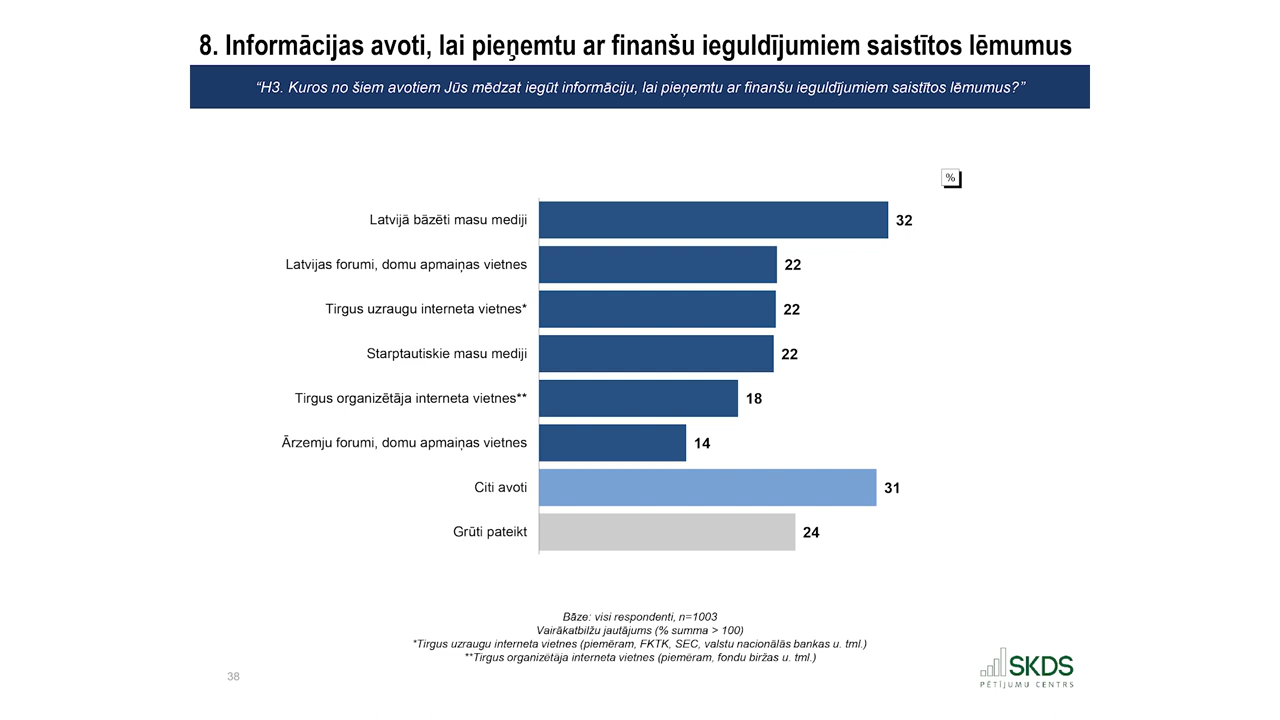 8. Informācijas avoti, lai pieņemtu ar finanšu ieguldījumiem saistītos lēmumus
“H3. Kuros no šiem avotiem Jūs mēdzat iegūt informāciju, lai pieņemtu ar finanšu ieguldījumiem saistītos lēmumus?”
%
Latvijā bāzēti masu mediji 32
Latvijas forumi, domu apmaiņas vietnes 22
Tirgus uzraugu interneta vietnes* 22
Starptautiskie masu mediji 22
Tirgus organizētāja interneta vietnes** 18
Ārzemju forumi, domu apmaiņas vietnes 14
Citi avoti 31
Grūti pateikt 24
Bāze: visi respondenti, n=1003
Vairākatbilžu jautājums (% summa > 100)
*Tirgus uzraugu interneta vietnes (piemēram, FKTK, SEC, valstu nacionālās bankas u. tml.)
**Tirgus organizētāja interneta vietnes (piemēram, fondu biržas u. tml.)
38
SKDS
PĒTĪJUMU CENTRS